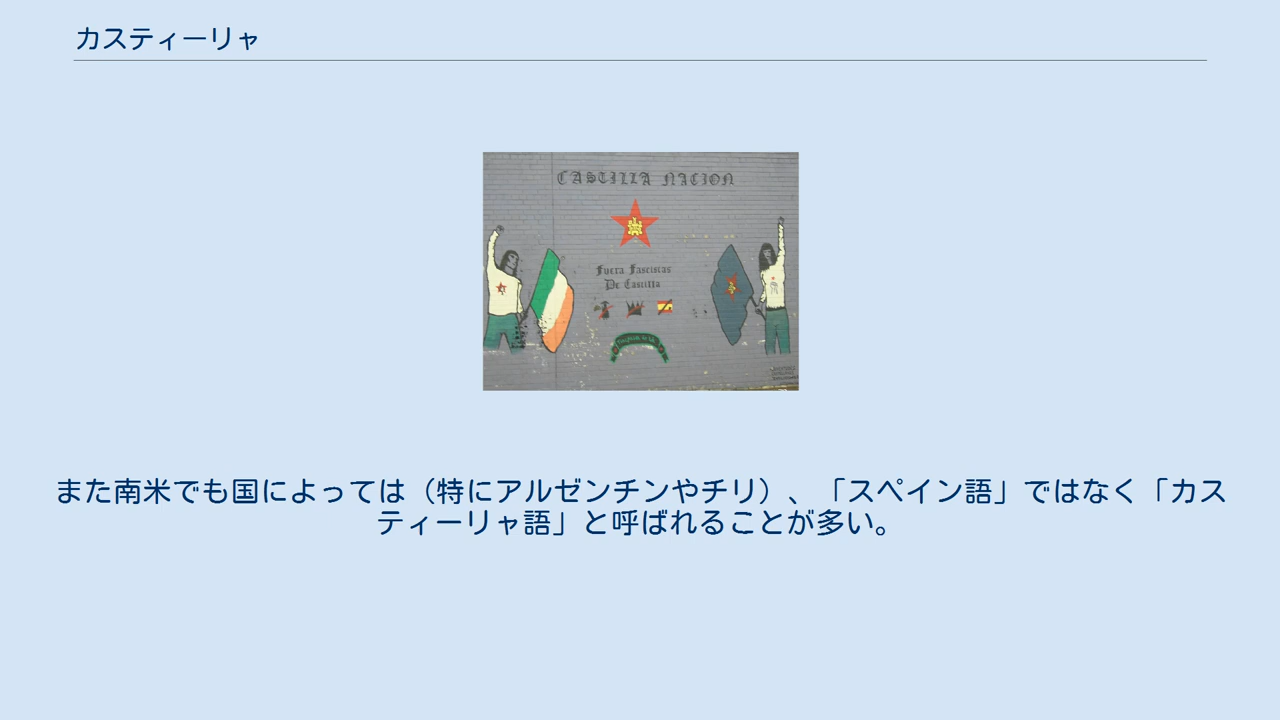 カスティーリャ
CASTILLA NACION
Fuera Fascistas
De Castilla
また南米でも国によっては（特にアルゼンチンやチリ）、「スペイン語」ではなく「カス
ティーリャ語」と呼ばれることが多い。